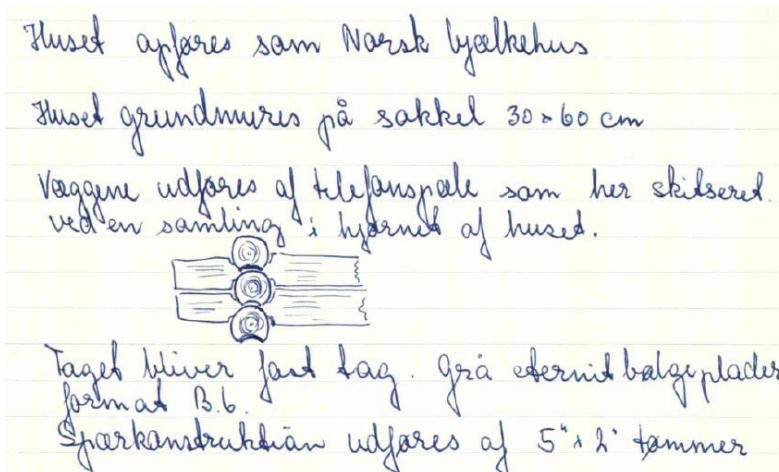 Huset opføres som Norsk bjælkehus
Huset grundmures på sokkel 30 x 60 cm
Væggene udføres af telefonpæle som her skitseret.
ved en samling i hjørnet af huset.
Taget bliver fast tag. Grå eternit bølgeplader
format B.6.
Spærkonstruktion udføres af 5" x 2" tømmer